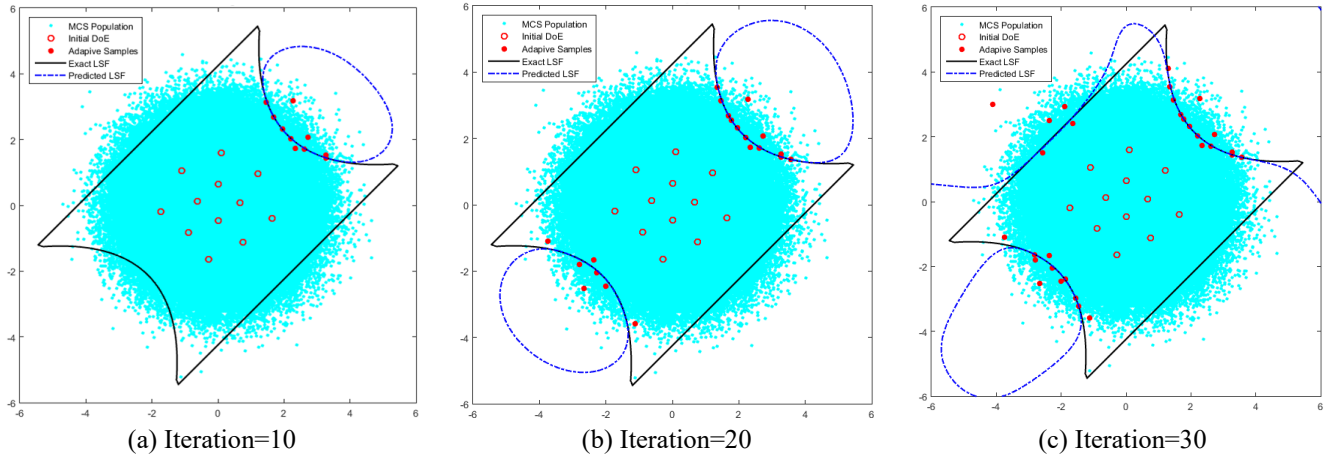 MCS Population
Initial DoE
Adapive Samples
Exact LSF
Predicted LSF
6
4
2
0
-2
-4
-6
-6 -4 -2 0 2 4 6
(a) Iteration=10
MCS Population
Initial DoE
Adapive Samples
Exact LSF
Predicted LSF
6
4
2
0
-2
-4
-6
-6 -4 -2 0 2 4 6
(b) Iteration=20
MCS Population
Initial DoE
Adapive Samples
Exact LSF
Predicted LSF
6
4
2
0
-2
-4
-6
-6 -4 -2 0 2 4 6
(c) Iteration=30